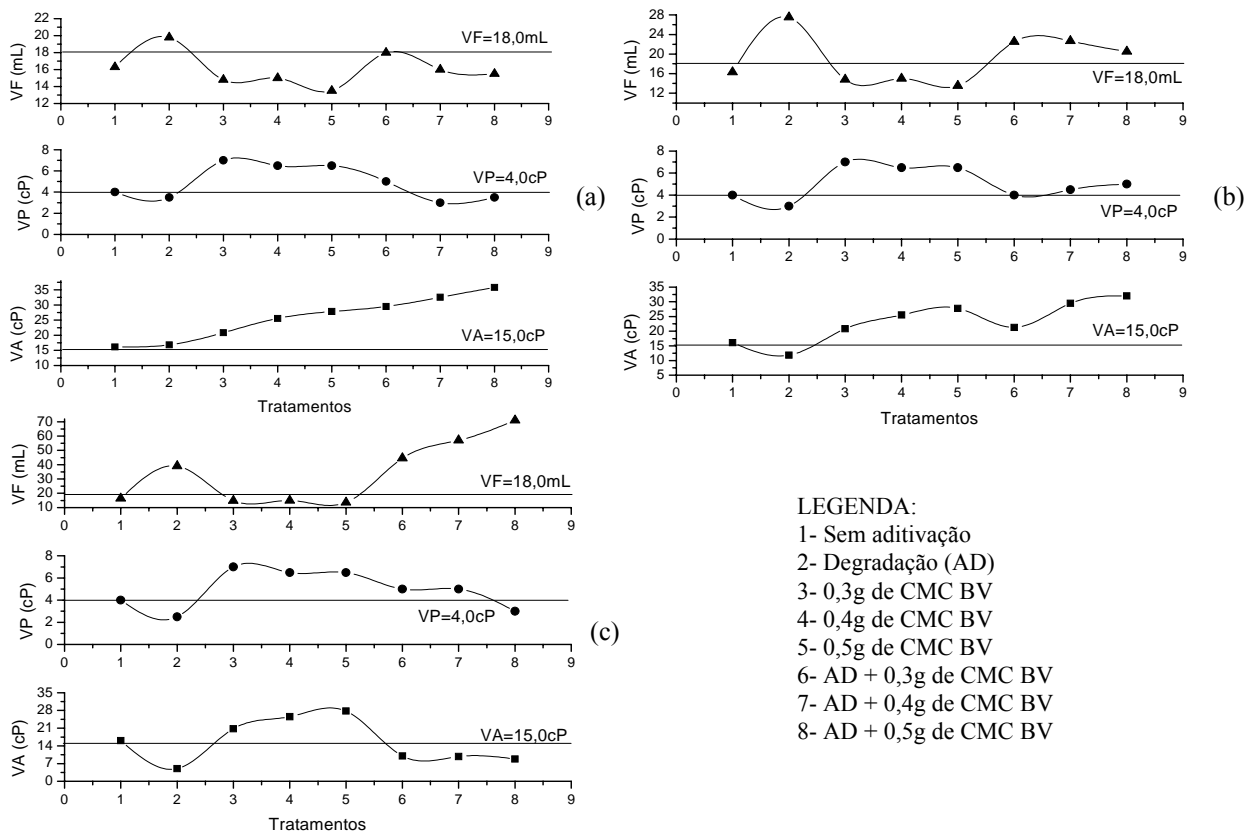 22
20
18
16
14
12
VF (mL)
VF=18,0mL
0 1 2 3 4 5 6 7 8 9
8
6
4
2
0
VP (cP)
VP=4,0cP
0 1 2 3 4 5 6 7 8 9
(a)
35
30
25
20
15
10
VA (cP)
VA=15,0cP
0 1 2 3 4 5 6 7 8 9
Tratamentos
28
24
20
16
12
VF (mL)
VF=18,0mL
0 1 2 3 4 5 6 7 8 9
8
6
4
2
0
VP (cP)
VP=4,0cP
0 1 2 3 4 5 6 7 8 9
(b)
35
30
25
20
15
10
5
VA (cP)
VA=15,0cP
0 1 2 3 4 5 6 7 8 9
Tratamentos
70
60
50
40
30
20
10
VF (mL)
VF=18,0mL
0 1 2 3 4 5 6 7 8 9
8
6
4
2
0
VP (cP)
VP=4,0cP
0 1 2 3 4 5 6 7 8 9
(c)
35
28
21
14
7
0
VA (cP)
VA=15,0cP
0 1 2 3 4 5 6 7 8 9
Tratamentos
LEGENDA:
1- Sem aditivação
2- Degradação (AD)
3- 0,3g de CMC BV
4- 0,4g de CMC BV
5- 0,5g de CMC BV
6- AD + 0,3g de CMC BV
7- AD + 0,4g de CMC BV
8- AD + 0,5g de CMC BV